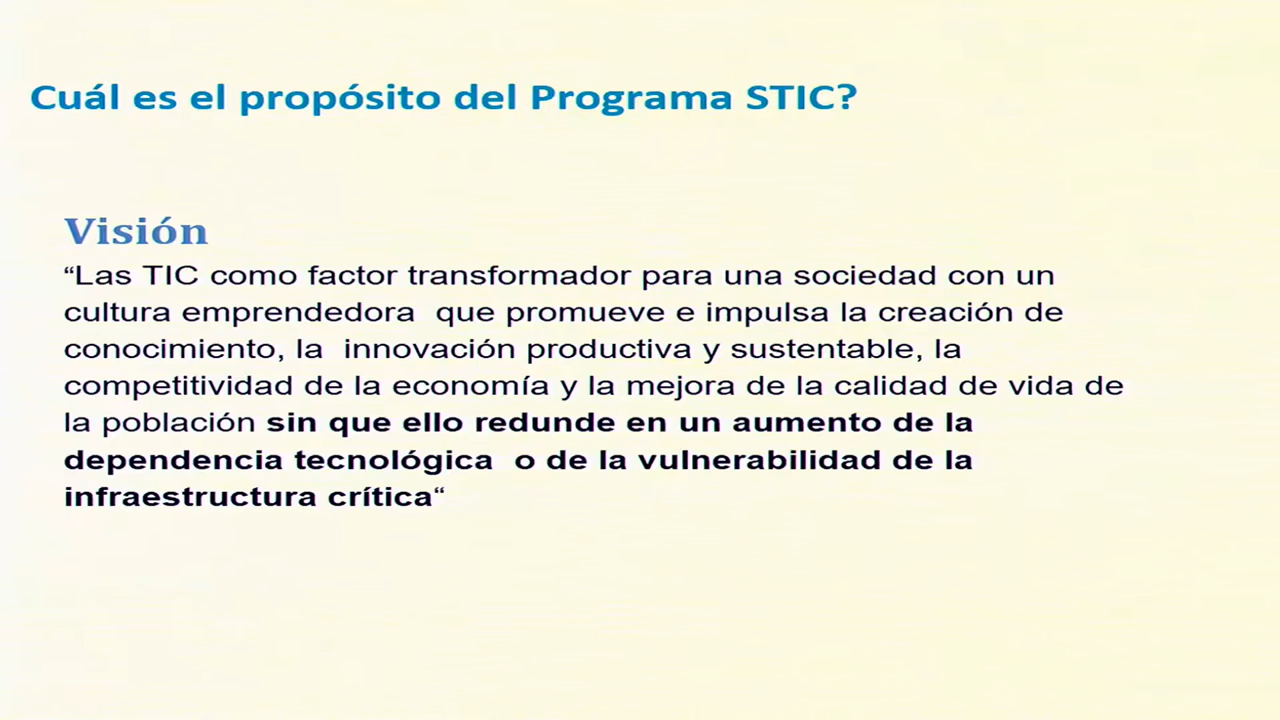 Cuál es el propósito del Programa STIC?
Visión
“Las TIC como factor transformador para una sociedad con un
cultura emprendedora  que promueve e impulsa la creación de
conocimiento, la  innovación productiva y sustentable, la
competitividad de la economía y la mejora de la calidad de vida de
la población sin que ello redunde en un aumento de la
dependencia tecnológica  o de la vulnerabilidad de la
infraestructura crítica“